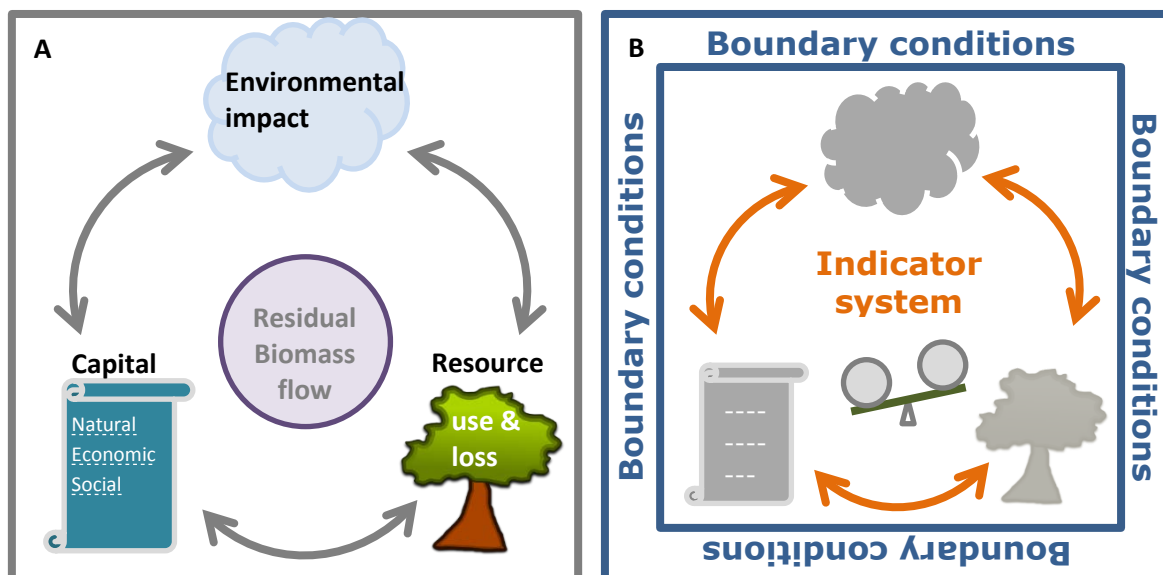 A
Environmental
impact
Residual
Biomass
flow
Capital
Natural
Economic
Social
Resource
use &
loss
B
Boundary conditions
Boundary conditions
Boundary conditions
Indicator
system
Boundary conditions